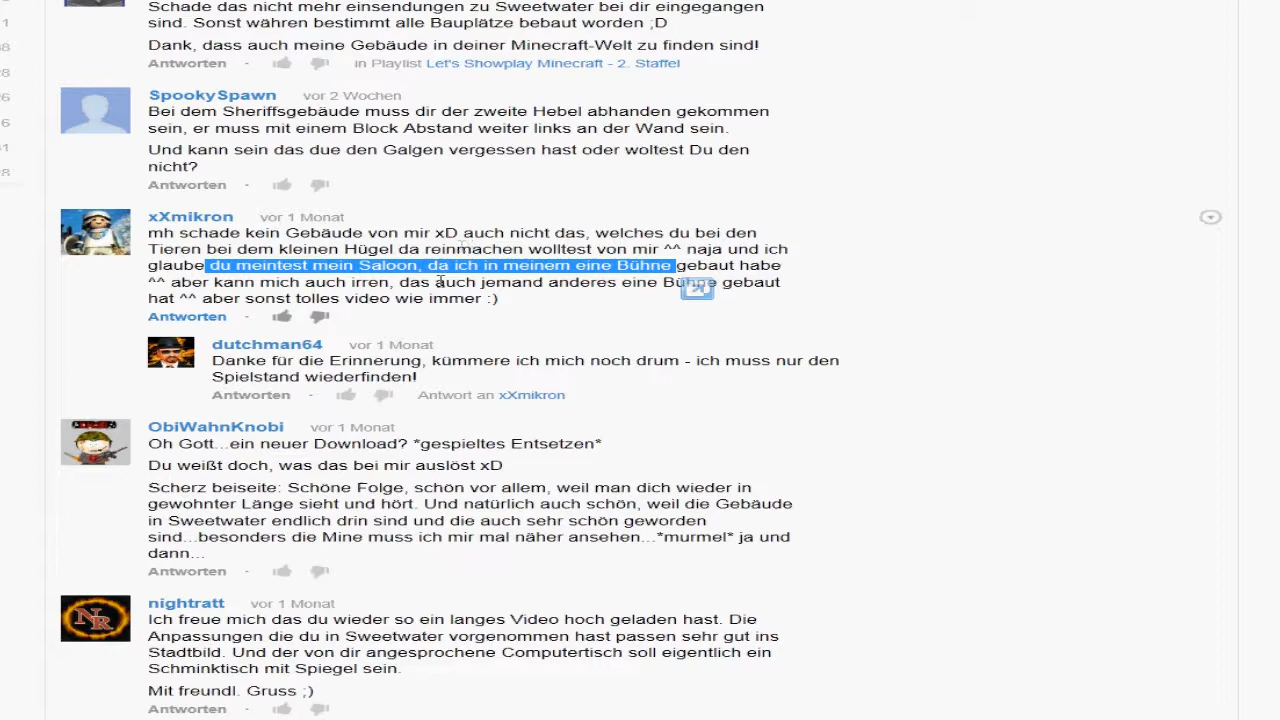 Schade das nicht mehr einsendungen zu Sweetwater bei dir eingegangen
sind. Sonst währen bestimmt alle Bauplätze bebaut worden ;D
Dank, dass auch meine Gebäude in deiner Minecraft-Welt zu finden sind!
Antworten · in Playlist Let's Showplay Minecraft - 2. Staffel
SpookySpawn vor 2 Wochen
Bei dem Sheriffsgebäude muss dir der zweite Hebel abhanden gekommen
sein, er muss mit einem Block Abstand weiter links an der Wand sein.
Und kann sein das due den Galgen vergessen hast oder woltest Du den
nicht?
Antworten ·
xXmikron vor 1 Monat
mh schade kein Gebäude von mir xD auch nicht das, welches du bei den
Tieren bei dem kleinen Hügel da reinmachen wolltest von mir ^^ naja und ich
glaube du meintest mein Saloon, da ich in meinem eine Bühne gebaut habe
^^ aber kann mich auch irren, das auch jemand anderes eine Bühne gebaut
hat ^^ aber sonst tolles video wie immer :)
Antworten ·
dutchman64 vor 1 Monat
Danke für die Erinnerung, kümmere ich mich noch drum - ich muss nur den
Spielstand wiederfinden!
Antworten · Antwort an xXmikron
ObiWahnKnobi vor 1 Monat
Oh Gott...ein neuer Download? *gespieltes Entsetzen*
Du weißt doch, was das bei mir auslöst xD
Scherz beiseite: Schöne Folge, schön vor allem, weil man dich wieder in
gewohnter Länge sieht und hört. Und natürlich auch schön, weil die Gebäude
in Sweetwater endlich drin sind und die auch sehr schön geworden
sind...besonders die Mine muss ich mir mal näher ansehen...*murmel* ja und
dann...
Antworten ·
nightratt vor 1 Monat
Ich freue mich das du wieder so ein langes Video hoch geladen hast. Die
Anpassungen die du in Sweetwater vorgenommen hast passen sehr gut ins
Stadtbild. Und der von dir angesprochene Computertisch soll eigentlich ein
Schminktisch mit Spiegel sein.
Mit freundl. Gruss ;)
Antworten ·
NR